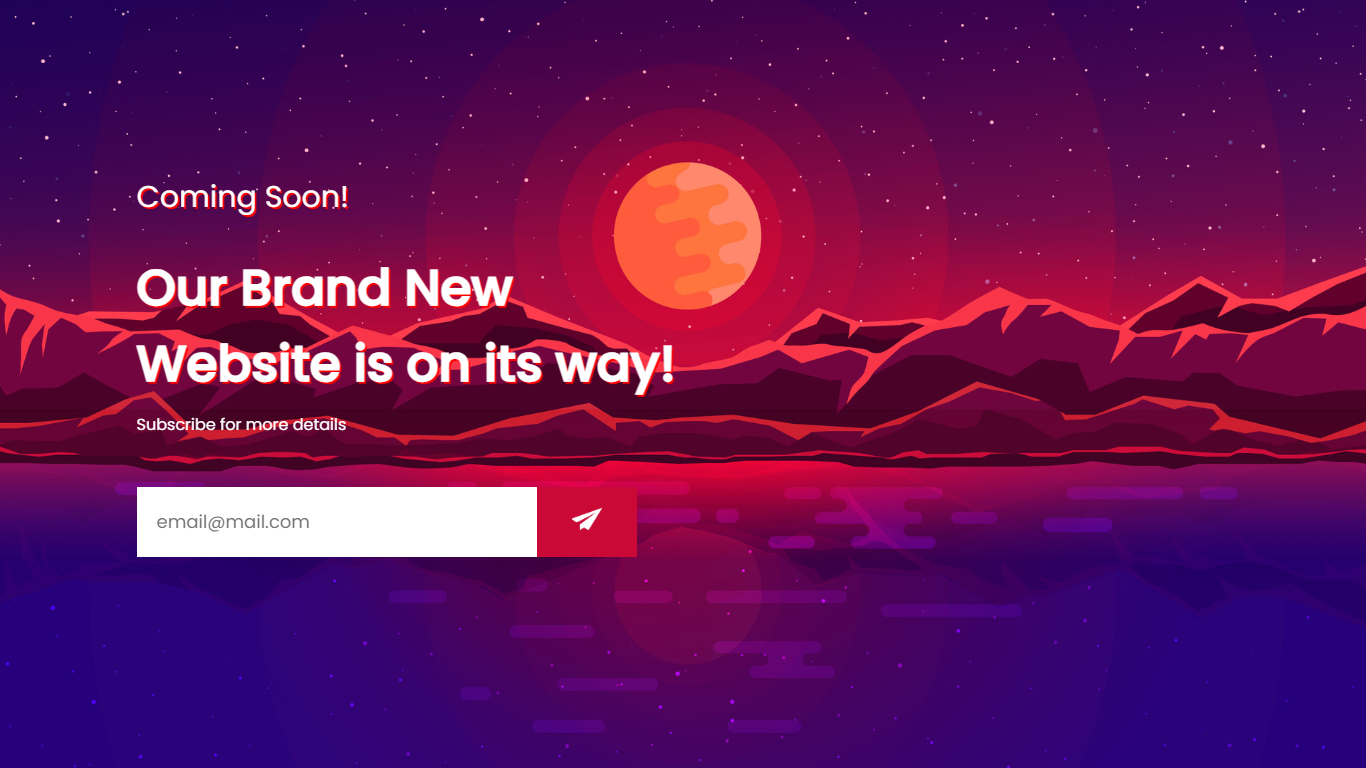 Coming Soon!
Our Brand New
Website is on its way!
Subscribe for more details
email@mail.com